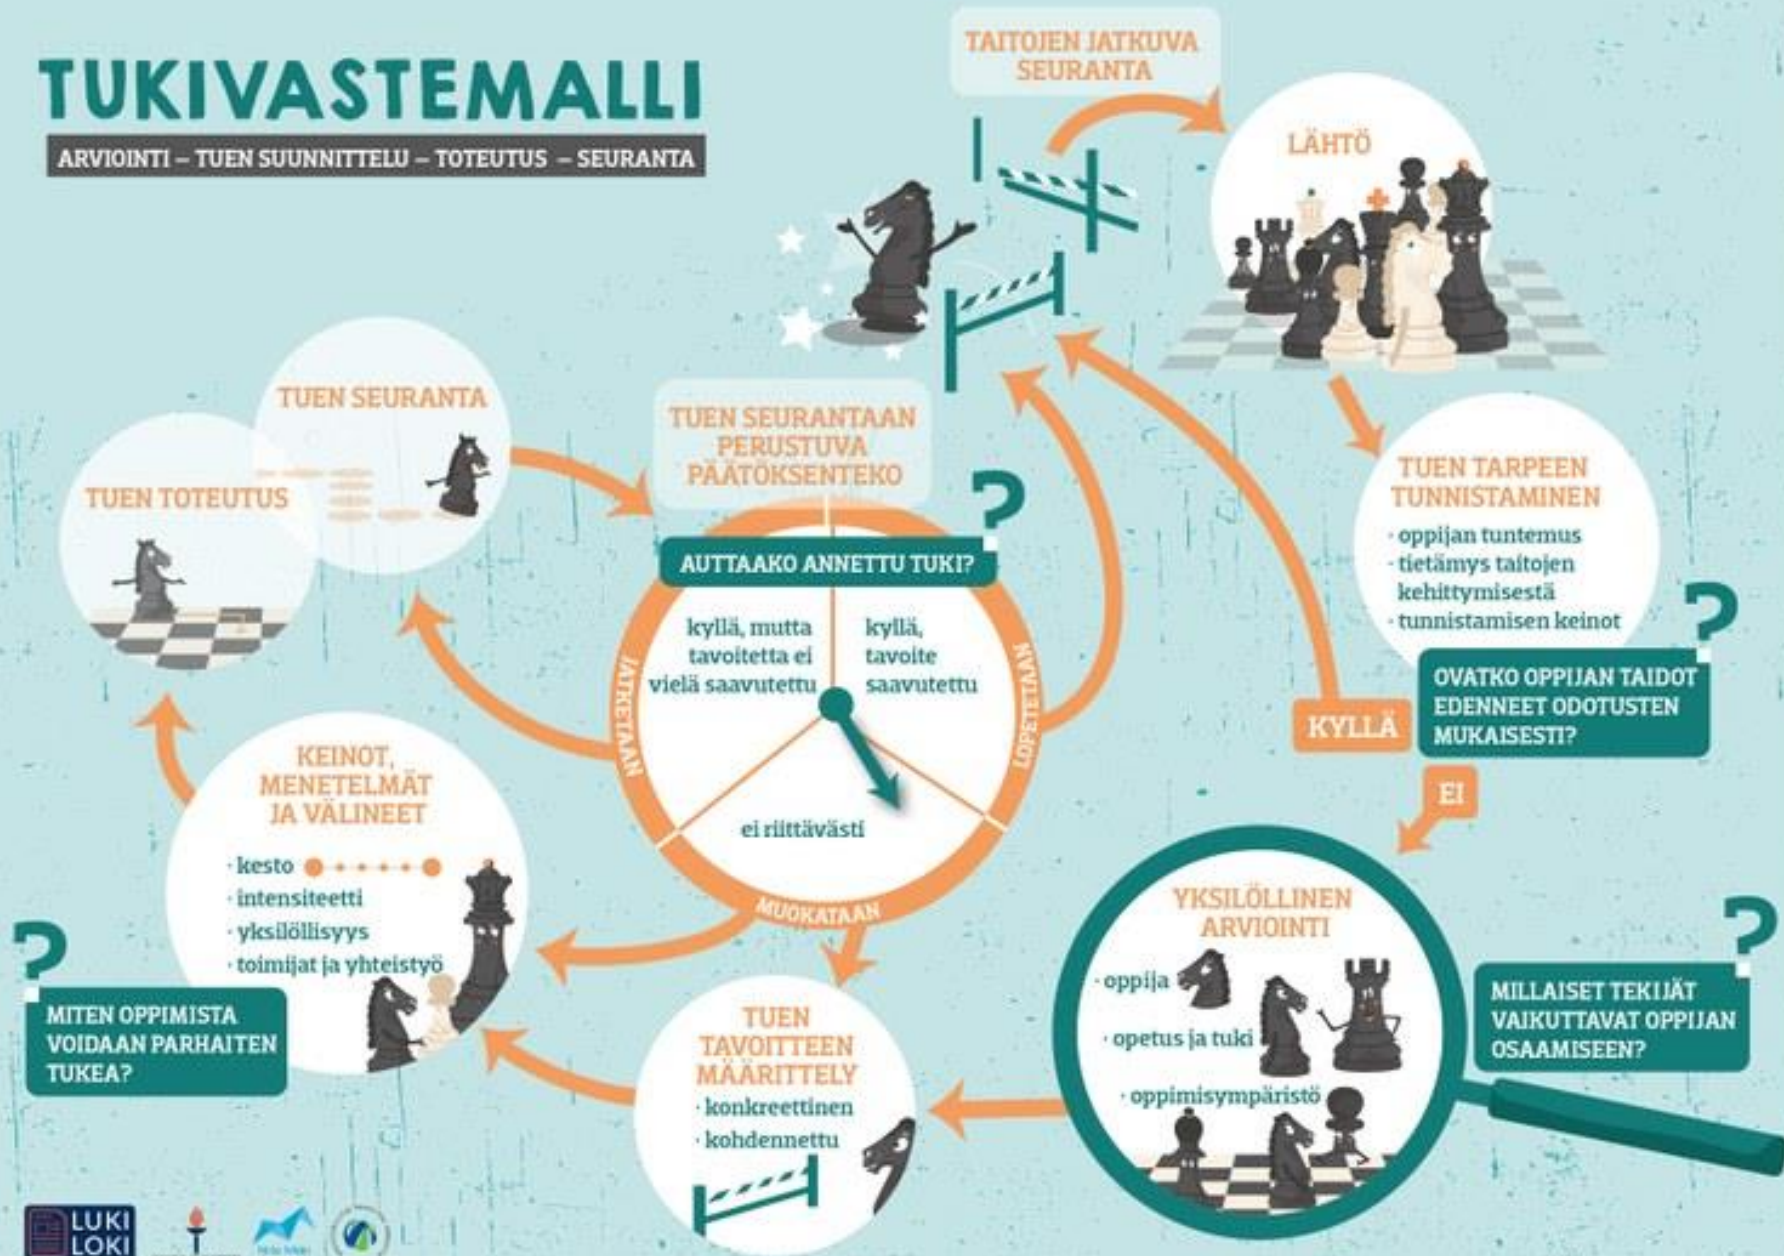 TUKIVASTEMALLI
ARVIOINTI – TUEN SUUNNITTELU – TOTEUTUS – SEURANTA
TAITOJEN JATKUVA
SEURANTA
LÄHTÖ
TUEN TARPEEN
TUNNISTAMINEN
· oppijan tuntemus
· tietämys taitojen
kehittymisestä
· tunnistamisen keinot
?
OVATKO OPPIJAN TAIDOT
EDENNEET ODOTUSTEN
MUKAISESTI?
KYLLÄ
EI
YKSILÖLLINEN
ARVIOINTI
· oppija
· opetus ja tuki
· oppimisympäristö
?
MILLAISET TEKIJÄT
VAIKUTTAVAT OPPIJAN
OSAAMISEEN?
TUEN
TAVOITTEEN
MÄÄRITTELY
· konkreettinen
· kohdennettu
KEINOT,
MENETELMÄT
JA VÄLINEET
· kesto
· intensiteetti
· yksilöllisyys
· toimijat ja yhteistyö
?
MITEN OPPIMISTA
VOIDAAN PARHAITEN
TUKEA?
TUEN TOTEUTUS
TUEN SEURANTA
TUEN SEURANTAAN
PERUSTUVA
PÄÄTÖKSENTEKO
?
AUTTAAKO ANNETTU TUKI?
kyllä, mutta
tavoitetta ei
vielä saavutettu
kyllä,
tavoite
saavutettu
ei riittävästi
JATKETAAN
LOPETETAAN
MUOKATAAN
LUKI
LOKI